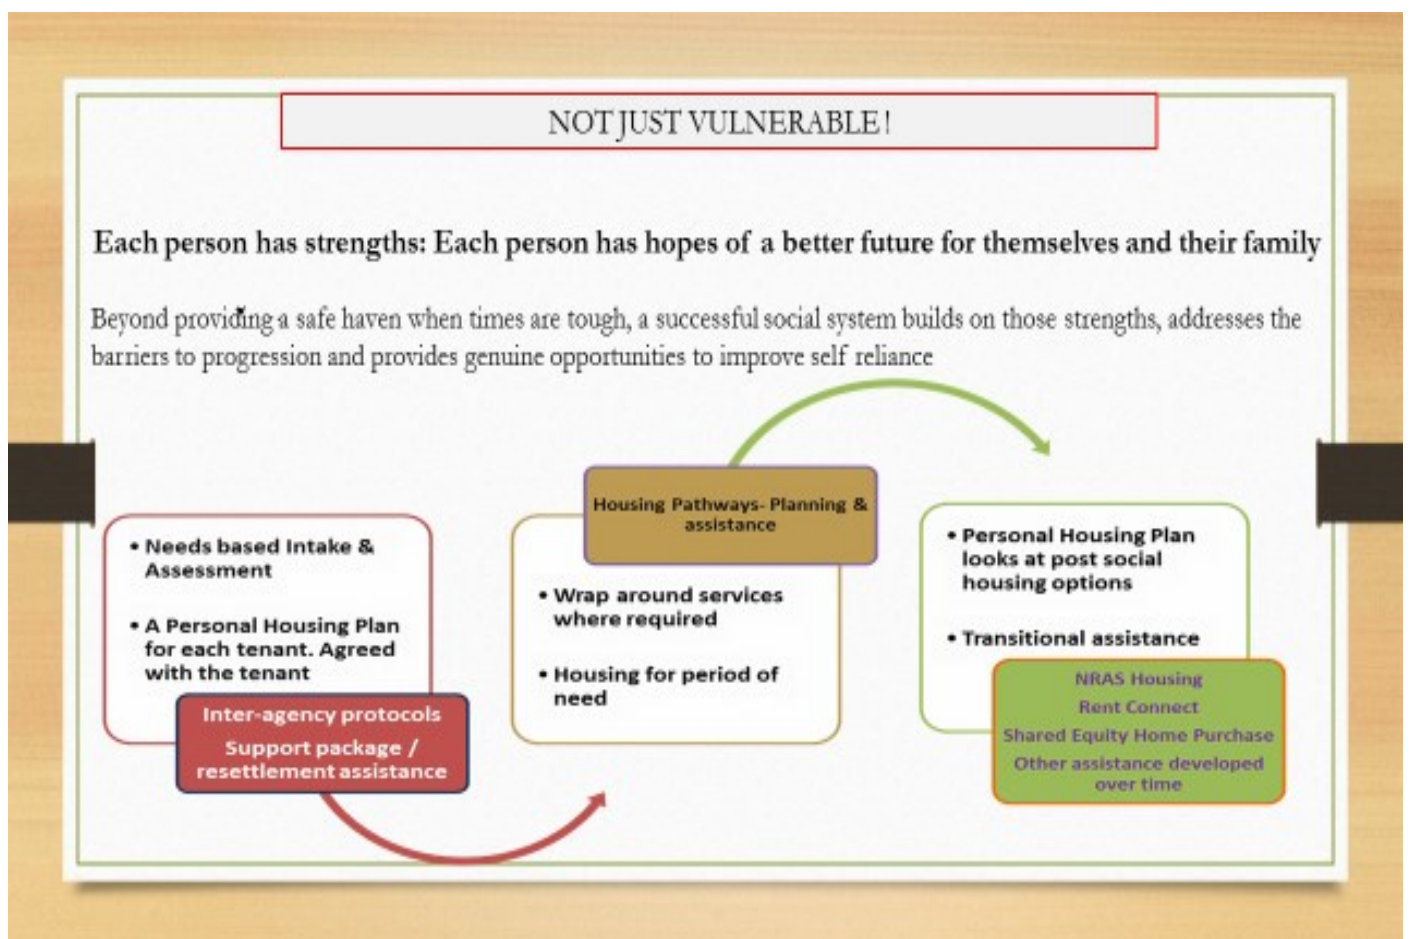 NOT JUST VULNERABLE!
Each person has strengths: Each person has hopes of a better future for themselves and their family
Beyond providing a safe haven when times are tough, a successful social system builds on those strengths, addresses the
barriers to progression and provides genuine opportunities to improve self reliance
• Needs based Intake &
Assessment
• A Personal Housing Plan
for each tenant. Agreed
with the tenant
Inter-agency protocols
Support package /
resettlement assistance
Housing Pathways- Planning &
assistance
• Wrap around services
where required
• Housing for period of
need
• Personal Housing Plan
looks at post social
housing options
• Transitional assistance
NRAS Housing
Rent Connect
Shared Equity Home Purchase
Other assistance developed
over time